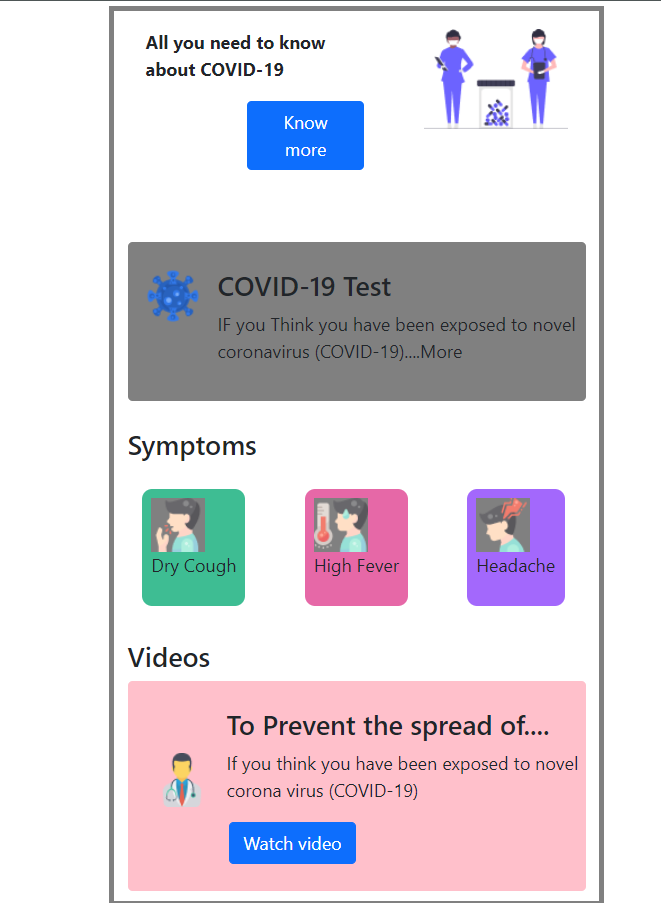 All you need to know
about COVID-19
Know
more
COVID-19 Test
IF you Think you have been exposed to novel
coronavirus (COVID-19)....More
Symptoms
Dry Cough
High Fever
Headache
Videos
To Prevent the spread of....
If you think you have been exposed to novel
corona virus (COVID-19)
Watch video